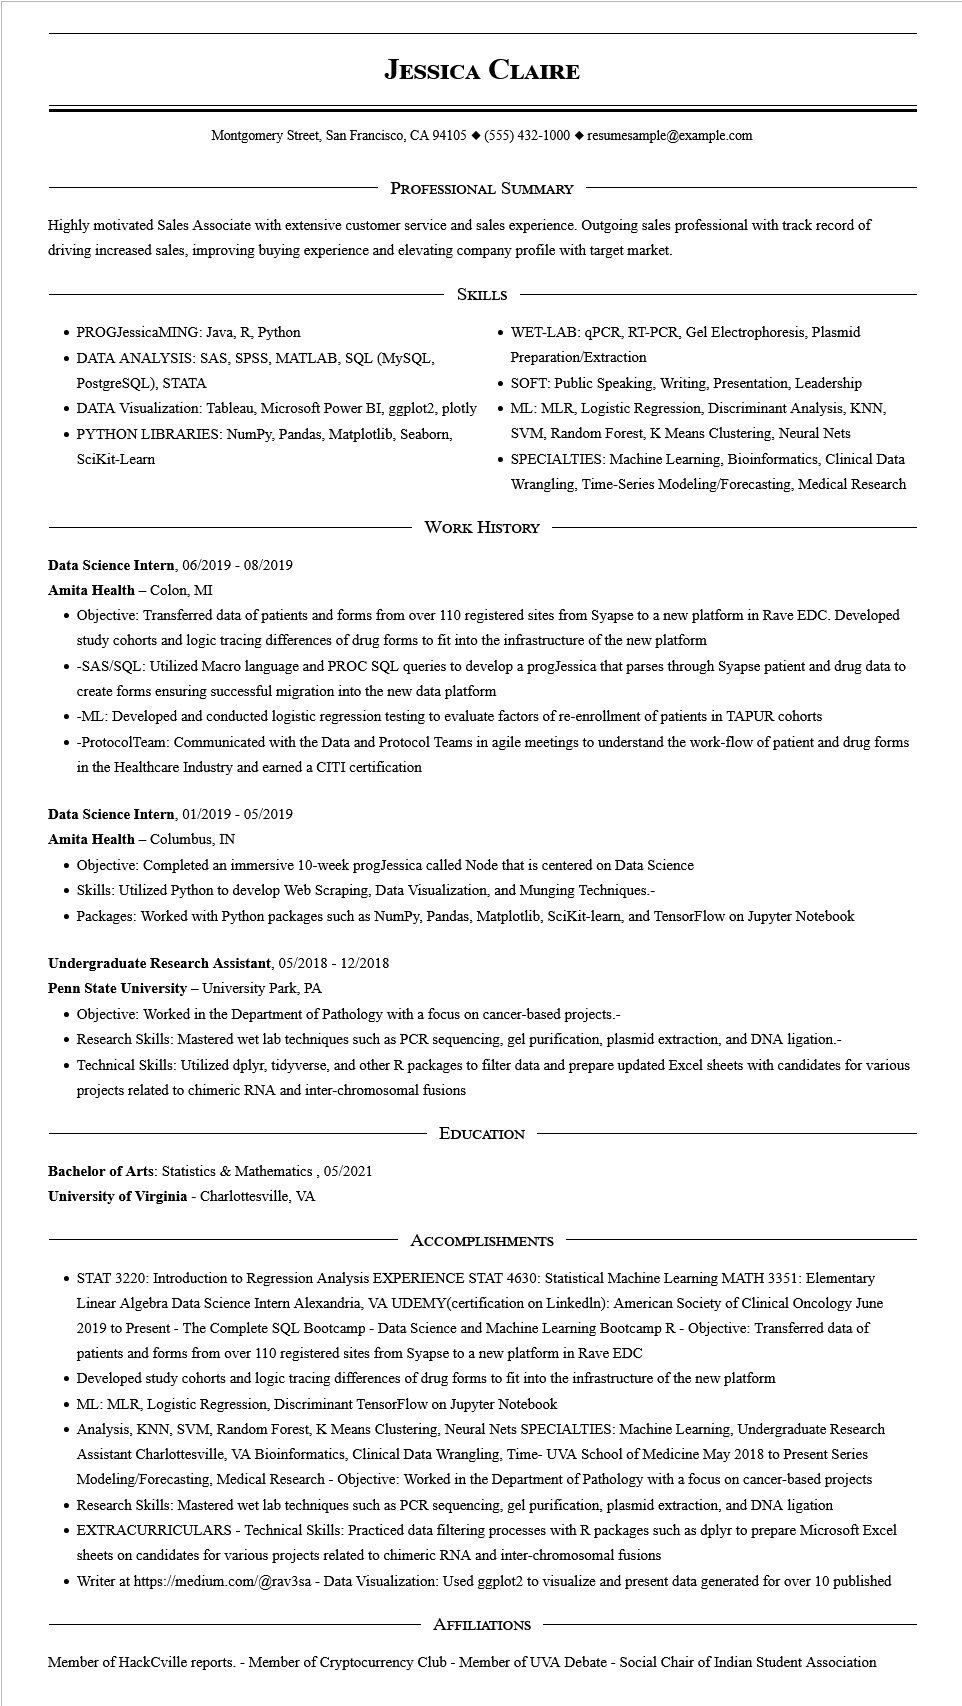 Jessica Claire
Montgomery Street, San Francisco, CA 94105 ◆ (555) 432-1000 ◆ resumesample@example.com
Professional Summary
Highly motivated Sales Associate with extensive customer service and sales experience. Outgoing sales professional with track record of
driving increased sales, improving buying experience and elevating company profile with target market.
Skills
• PROGJessicaMING: Java, R, Python
• DATA ANALYSIS: SAS, SPSS, MATLAB, SQL (MySQL,
PostgreSQL), STATA
• DATA Visualization: Tableau, Microsoft Power BI, ggplot2, plotly
• PYTHON LIBRARIES: NumPy, Pandas, Matplotlib, Seaborn,
SciKit-Learn
• WET-LAB: qPCR, RT-PCR, Gel Electrophoresis, Plasmid
Preparation/Extraction
• SOFT: Public Speaking, Writing, Presentation, Leadership
• ML: MLR, Logistic Regression, Discriminant Analysis, KNN,
SVM, Random Forest, K Means Clustering, Neural Nets
• SPECIALTIES: Machine Learning, Bioinformatics, Clinical Data
Wrangling, Time-Series Modeling/Forecasting, Medical Research
Work History
Data Science Intern, 06/2019 - 08/2019
Amita Health – Colon, MI
• Objective: Transferred data of patients and forms from over 110 registered sites from Syapse to a new platform in Rave EDC. Developed
study cohorts and logic tracing differences of drug forms to fit into the infrastructure of the new platform
• -SAS/SQL: Utilized Macro language and PROC SQL queries to develop a progJessica that parses through Syapse patient and drug data to
create forms ensuring successful migration into the new data platform
• -ML: Developed and conducted logistic regression testing to evaluate factors of re-enrollment of patients in TAPUR cohorts
• -ProtocolTeam: Communicated with the Data and Protocol Teams in agile meetings to understand the work-flow of patient and drug forms
in the Healthcare Industry and earned a CITI certification
Data Science Intern, 01/2019 - 05/2019
Amita Health – Columbus, IN
• Objective: Completed an immersive 10-week progJessica called Node that is centered on Data Science
• Skills: Utilized Python to develop Web Scraping, Data Visualization, and Munging Techniques.-
• Packages: Worked with Python packages such as NumPy, Pandas, Matplotlib, SciKit-learn, and TensorFlow on Jupyter Notebook
Undergraduate Research Assistant, 05/2018 - 12/2018
Penn State University – University Park, PA
• Objective: Worked in the Department of Pathology with a focus on cancer-based projects.-
• Research Skills: Mastered wet lab techniques such as PCR sequencing, gel purification, plasmid extraction, and DNA ligation.-
• Technical Skills: Utilized dplyr, tidyverse, and other R packages to filter data and prepare updated Excel sheets with candidates for various
projects related to chimeric RNA and inter-chromosomal fusions
Education
Bachelor of Arts: Statistics & Mathematics , 05/2021
University of Virginia - Charlottesville, VA
Accomplishments
• STAT 3220: Introduction to Regression Analysis EXPERIENCE STAT 4630: Statistical Machine Learning MATH 3351: Elementary
Linear Algebra Data Science Intern Alexandria, VA UDEMY(certification on Linkedln): American Society of Clinical Oncology June
2019 to Present - The Complete SQL Bootcamp - Data Science and Machine Learning Bootcamp R - Objective: Transferred data of
patients and forms from over 110 registered sites from Syapse to a new platform in Rave EDC
• Developed study cohorts and logic tracing differences of drug forms to fit into the infrastructure of the new platform
• ML: MLR, Logistic Regression, Discriminant TensorFlow on Jupyter Notebook
• Analysis, KNN, SVM, Random Forest, K Means Clustering, Neural Nets SPECIALTIES: Machine Learning, Undergraduate Research
Assistant Charlottesville, VA Bioinformatics, Clinical Data Wrangling, Time- UVA School of Medicine May 2018 to Present Series
Modeling/Forecasting, Medical Research - Objective: Worked in the Department of Pathology with a focus on cancer-based projects
• Research Skills: Mastered wet lab techniques such as PCR sequencing, gel purification, plasmid extraction, and DNA ligation
• EXTRACURRICULARS - Technical Skills: Practiced data filtering processes with R packages such as dplyr to prepare Microsoft Excel
sheets on candidates for various projects related to chimeric RNA and inter-chromosomal fusions
• Writer at https://medium.com/@rav3sa - Data Visualization: Used ggplot2 to visualize and present data generated for over 10 published
Affiliations
Member of HackCville reports. - Member of Cryptocurrency Club - Member of UVA Debate - Social Chair of Indian Student Association